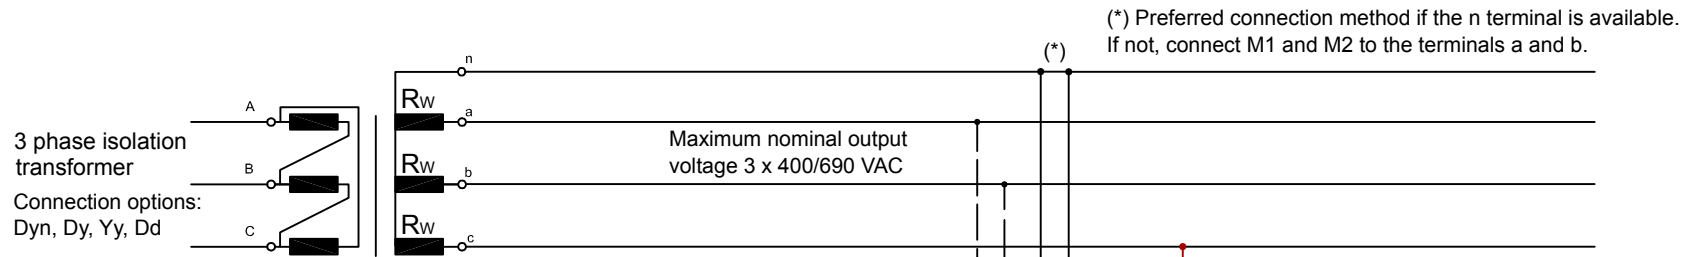 (*) Preferred connection method if the n terminal is available.
If not, connect M1 and M2 to the terminals a and b.
(*)
n
A
Rw
a
3 phase isolation
transformer
Maximum nominal output
voltage 3 x 400/690 VAC
B
Rw
b
Connection options:
Dyn, Dy, Yy, Dd
C
Rw
c